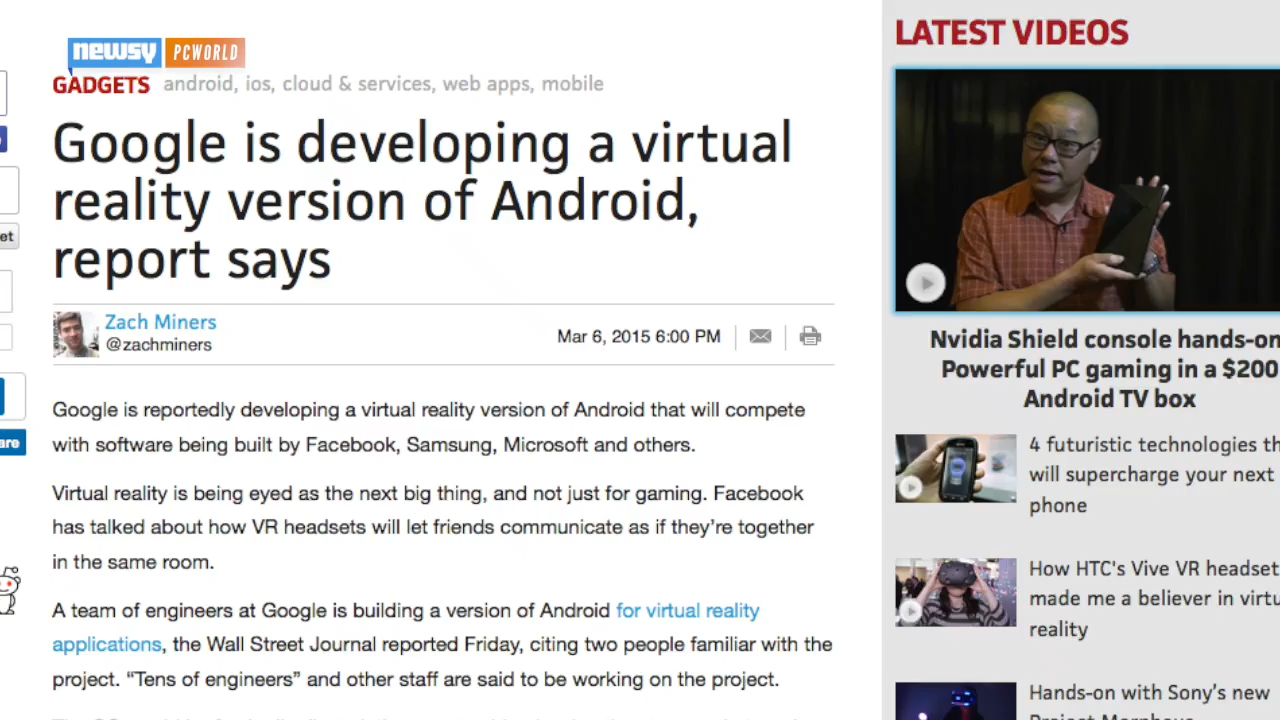 newsy PCWORLD
GADGETS android, ios, cloud & services, web apps, mobile
Google is developing a virtual
reality version of Android,
report says
Zach Miners
@zachminers
Mar 6, 2015 6:00 PM
Google is reportedly developing a virtual reality version of Android that will compete
with software being built by Facebook, Samsung, Microsoft and others.
Virtual reality is being eyed as the next big thing, and not just for gaming. Facebook
has talked about how VR headsets will let friends communicate as if they're together
in the same room.
A team of engineers at Google is building a version of Android for virtual reality
applications, the Wall Street Journal reported Friday, citing two people familiar with the
project. “Tens of engineers” and other staff are said to be working on the project.
et
are
LATEST VIDEOS
Nvidia Shield console hands-on
Powerful PC gaming in a $200
Android TV box
4 futuristic technologies th
will supercharge your next
phone
How HTC's Vive VR headset
made me a believer in virtu
reality
Hands-on with Sony's new
Project Morpheus